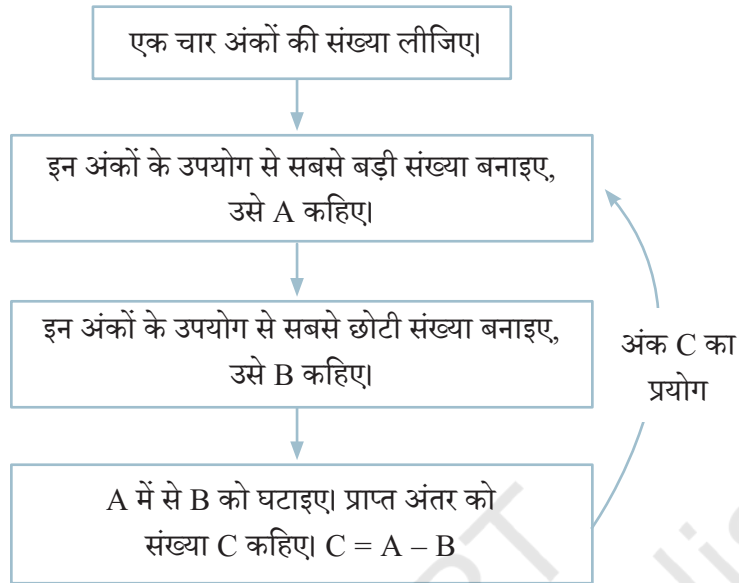 एक चार अंकों की संख्या लीजिए।
इन अंकों के उपयोग से सबसे बड़ी संख्या बनाइए,
उसे A कहिए।
इन अंकों के उपयोग से सबसे छोटी संख्या बनाइए,
उसे B कहिए।
अंक C का
प्रयोग
A में से B को घटाइए। प्राप्त अंतर को
संख्या C कहिए। C = A – B